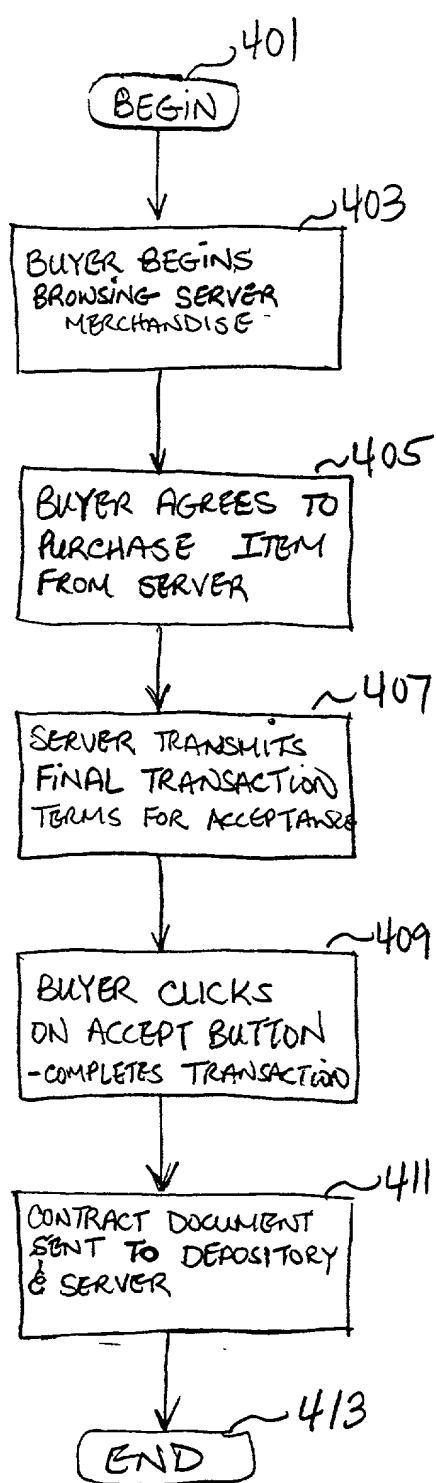 401
BEGIN
403
BUYER BEGINS
BROWSING SERVER
MERCHANDISE
405
BUYER AGREES TO
PURCHASE ITEM
FROM SERVER
407
SERVER TRANSMITS
FINAL TRANSACTION
TERMS FOR ACCEPTANCE
409
BUYER CLICKS
ON ACCEPT BUTTON
-COMPLETES TRANSACTION
411
CONTRACT DOCUMENT
SENT TO DEPOSITORY
& SERVER
413
END